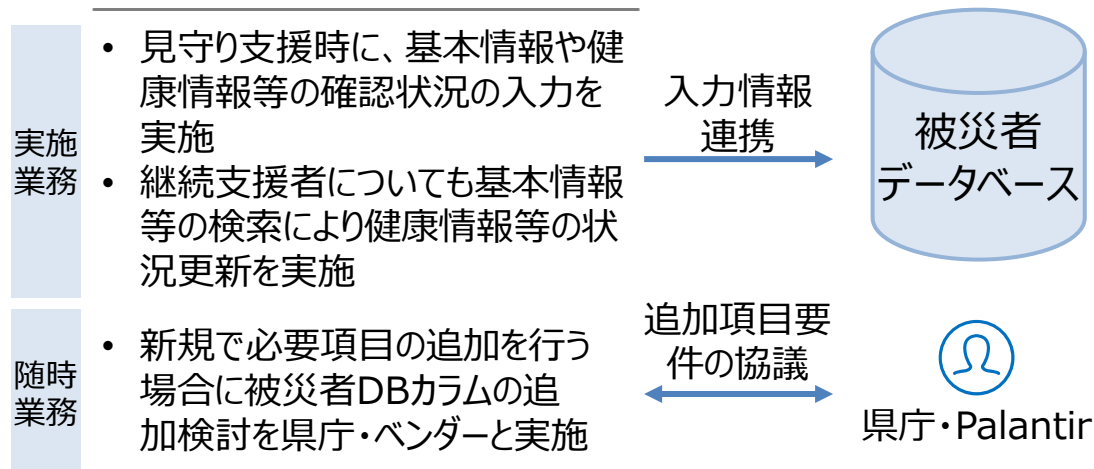 実施
業務
• 見守り支援時に、基本情報や健
康情報等の確認状況の入力を
実施
• 継続支援者についても基本情報
等の検索により健康情報等の状
況更新を実施
入力情報
連携
被災者
データベース
随時
業務
• 新規で必要項目の追加を行う
場合に被災者DBカラムの追
加検討を県庁・ベンダーと実施
追加項目要
件の協議
県庁・Palantir